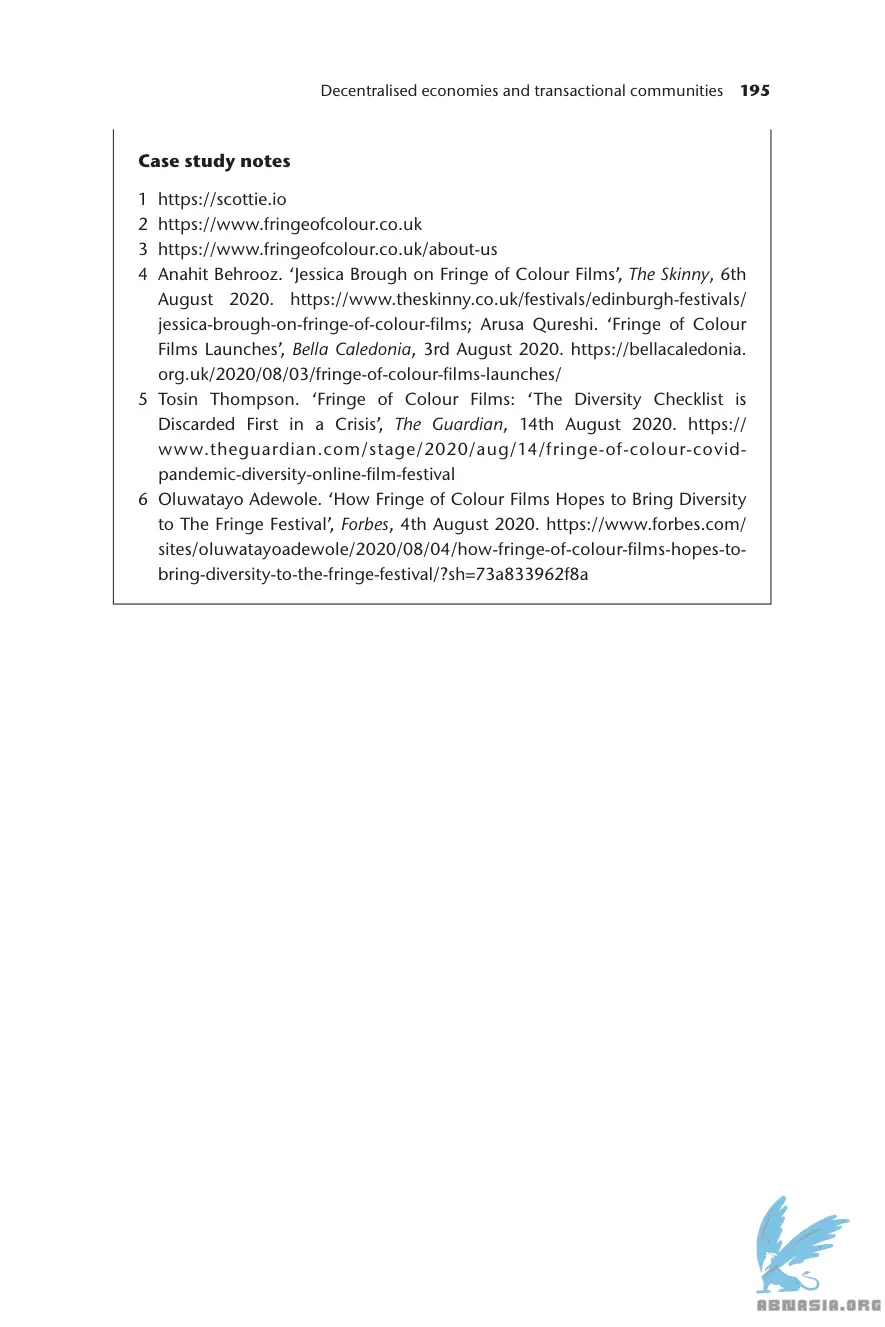 Decentralised economies and transactional communities 195
Case study notes
1 https://scottie.io
2 https://www.fringeofcolour.co.uk
3 https://www.fringeofcolour.co.uk/about-us
4 Anahit Behrooz. ‘Jessica Brough on Fringe of Colour Films’, The Skinny, 6th
August 2020. https://www.theskinny.co.uk/festivals/edinburgh-festivals/
jessica-brough-on-fringe-of-colour-films; Arusa Qureshi. ‘Fringe of Colour
Films Launches’, Bella Caledonia, 3rd August 2020. https://bellacaledonia.
org.uk/2020/08/03/fringe-of-colour-films-launches/
5 Tosin Thompson. ‘Fringe of Colour Films: ‘The Diversity Checklist is
Discarded First in a Crisis’, The Guardian, 14th August 2020. https://
www.theguardian.com/stage/2020/aug/14/fringe-of-colour-covid-
pandemic-diversity-online-film-festival
6 Oluwatayo Adewole. ‘How Fringe of Colour Films Hopes to Bring Diversity
to The Fringe Festival’, Forbes, 4th August 2020. https://www.forbes.com/
sites/oluwatayoadewole/2020/08/04/how-fringe-of-colour-films-hopes-to-
bring-diversity-to-the-fringe-festival/?sh=73a833962f8a
ABNASIA.ORG